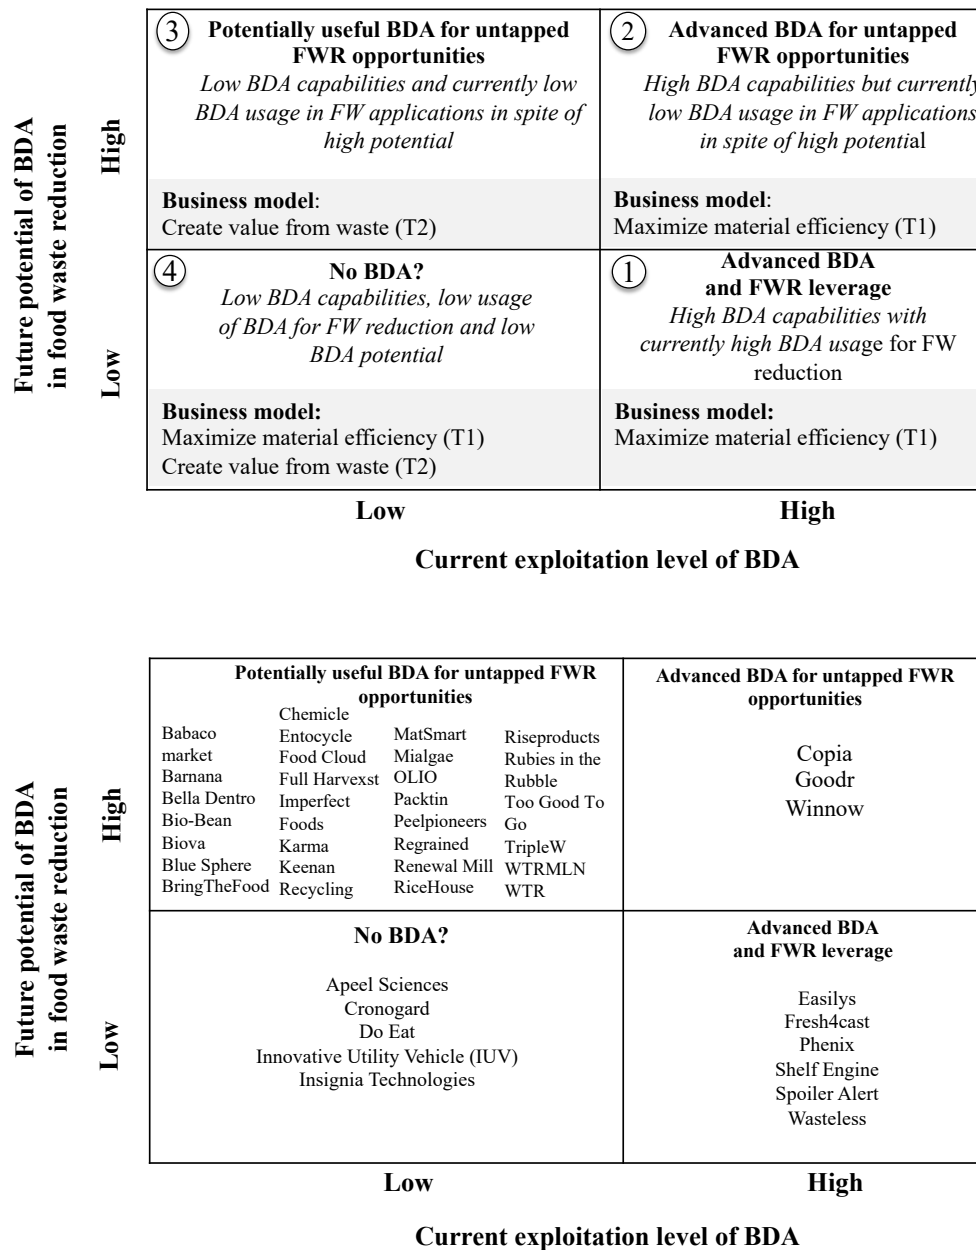 3
Potentially useful BDA for untapped
FWR opportunities
Low BDA capabilities and currently low
BDA usage in FW applications in spite of
high potential
Business model:
Create value from waste (T2)
2
Advanced BDA for untapped
FWR opportunities
High BDA capabilities but currently
low BDA usage in FW applications
in spite of high potential
Business model:
Maximize material efficiency (T1)
4
No BDA?
Low BDA capabilities, low usage
of BDA for FW reduction and low
BDA potential
Business model:
Maximize material efficiency (T1)
Create value from waste (T2)
1
Advanced BDA
and FWR leverage
High BDA capabilities with
currently high BDA usage for FW
reduction
Business model:
Maximize material efficiency (T1)
Future potential of BDA
in food waste reduction
High
Low
Low
High
Current exploitation level of BDA
Potentially useful BDA for untapped FWR
opportunities
Babaco
market
Barnana
Bella Dentro
Bio-Bean
Biova
Blue Sphere
BringTheFood
Chemicle
Entocycle
Food Cloud
Full Harvexst
Imperfect
Foods
Karma
Keenan
Recycling
MatSmart
Mialgae
OLIO
Packtin
Peelpioneers
Regrained
Renewal Mill
RiceHouse
Riseproducts
Rubies in the
Rubble
Too Good To
Go
TripleW
WTRMLN
WTR
Advanced BDA for untapped FWR
opportunities
Copia
Goodr
Winnow
No BDA?
Apeel Sciences
Cronogard
Do Eat
Innovative Utility Vehicle (IUV)
Insignia Technologies
Advanced BDA
and FWR leverage
Easilys
Fresh4cast
Phenix
Shelf Engine
Spoiler Alert
Wasteless
Future potential of BDA
in food waste reduction
High
Low
Low
High
Current exploitation level of BDA